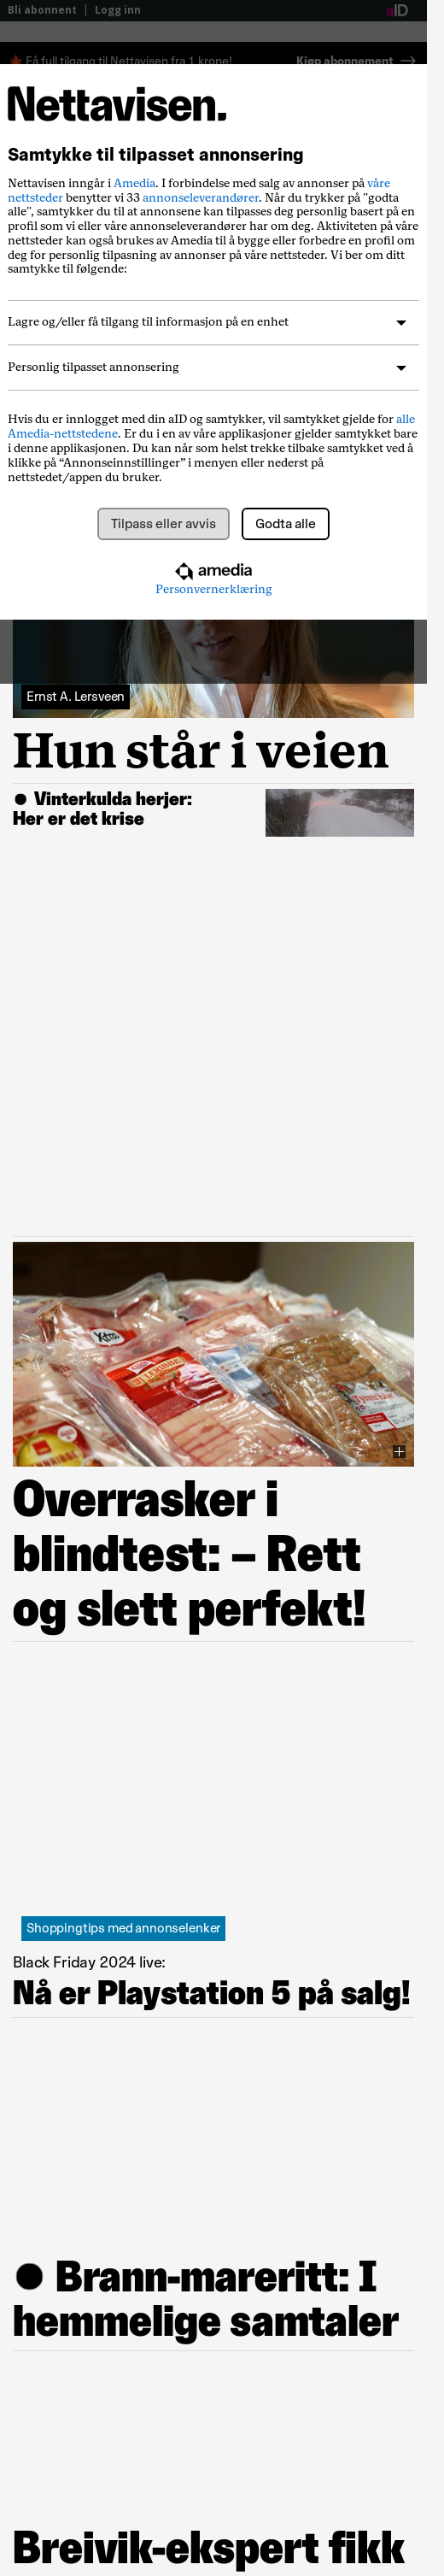 Bli abonnent | Logg inn
aID
Få full tilgang til Nettavisen fra 1 krone!
Kjøp abonnement →
Nettavisen.
Samtykke til tilpasset annonsering
Nettavisen inngår i Amedia. I forbindelse med salg av annonser på våre
nettsteder benytter vi 33 annonseleverandører. Når du trykker på "godta
alle", samtykker du til at annonsene kan tilpasses deg personlig basert på en
profil som vi eller våre annonseleverandører har om deg. Aktiviteten på våre
nettsteder kan også brukes av Amedia til å bygge eller forbedre en profil om
deg for personlig tilpasning av annonser på våre nettsteder. Vi ber om ditt
samtykke til følgende:
Lagre og/eller få tilgang til informasjon på en enhet
Personlig tilpasset annonsering
Hvis du er innlogget med din aID og samtykker, vil samtykket gjelde for alle
Amedia-nettstedene. Er du i en av våre applikasjoner gjelder samtykket bare
i denne applikasjonen. Du kan når som helst trekke tilbake samtykket ved å
klikke på “Annonseinnstillinger” i menyen eller nederst på
nettstedet/appen du bruker.
Tilpass eller avvis
Godta alle
amedia
Personvernerklæring
Ernst A. Lersveen
Hun står i veien
● Vinterkulda herjer:
Her er det krise
Xtra
Overrasker i
blindtest: – Rett
og slett perfekt!
Shoppingtips med annonselenker
Black Friday 2024 live:
Nå er Playstation 5 på salg!
● Brann-mareritt: I
hemmelige samtaler
Breivik-ekspert fikk